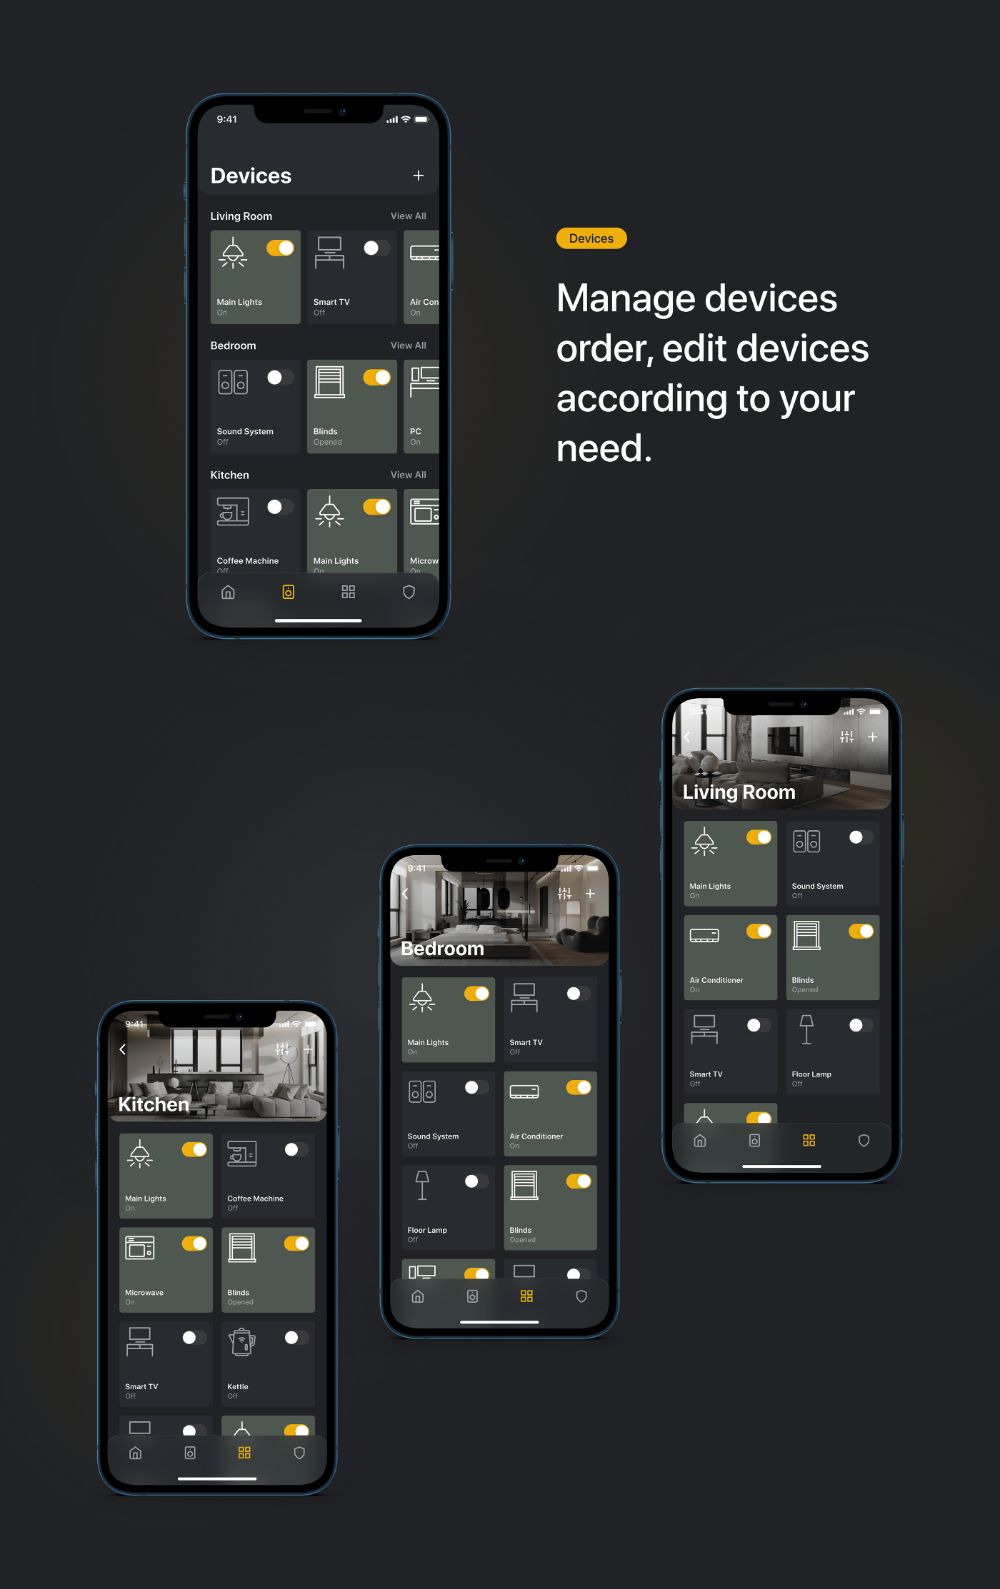 9:41
Devices
Living Room
View All
Main Lights
On
Smart TV
Off
Air Con
Bedroom
View All
Sound System
Off
Blinds
Opened
PC
On
Kitchen
View All
Coffee Machine
Off
Main Lights
On
Microw
Devices
Manage devices
order, edit devices
according to your
need.
9:41
Living Room
Main Lights
On
Sound System
Off
Air Conditioner
On
Blinds
Opened
Smart TV
Off
Floor Lamp
Off
9:41
Bedroom
Main Lights
On
Smart TV
Off
Sound System
Off
Air Conditioner
On
Floor Lamp
Off
Blinds
Opened
9:41
Kitchen
Main Lights
On
Coffee Machine
Off
Microwave
On
Blinds
Opened
Smart TV
Off
Kettle
Off